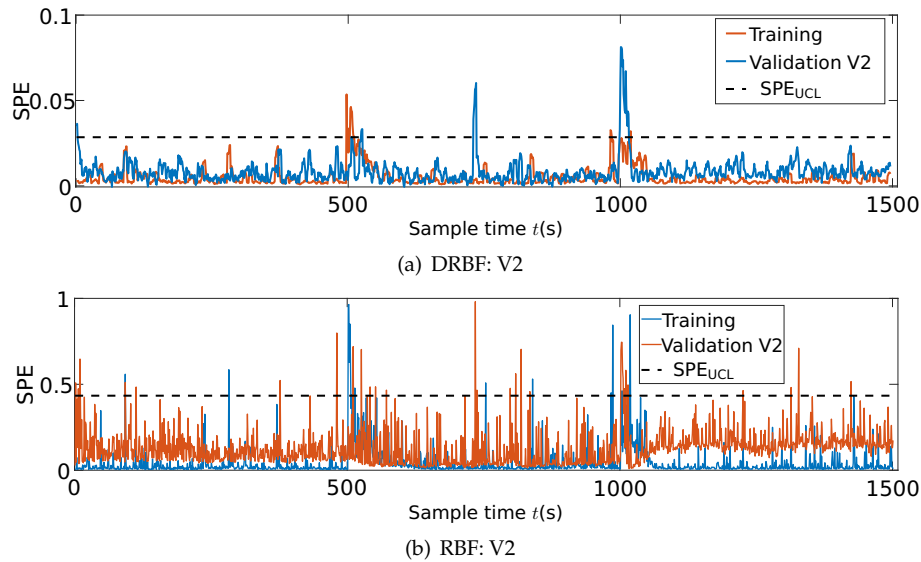 0.1
Training
Validation V2
SPE_UCL
SPE
0.05
0
0
500
1000
1500
Sample time t(s)
(a) DRBF: V2
1
Training
Validation V2
SPE_UCL
SPE
0.5
0
0
500
1000
1500
Sample time t(s)
(b) RBF: V2